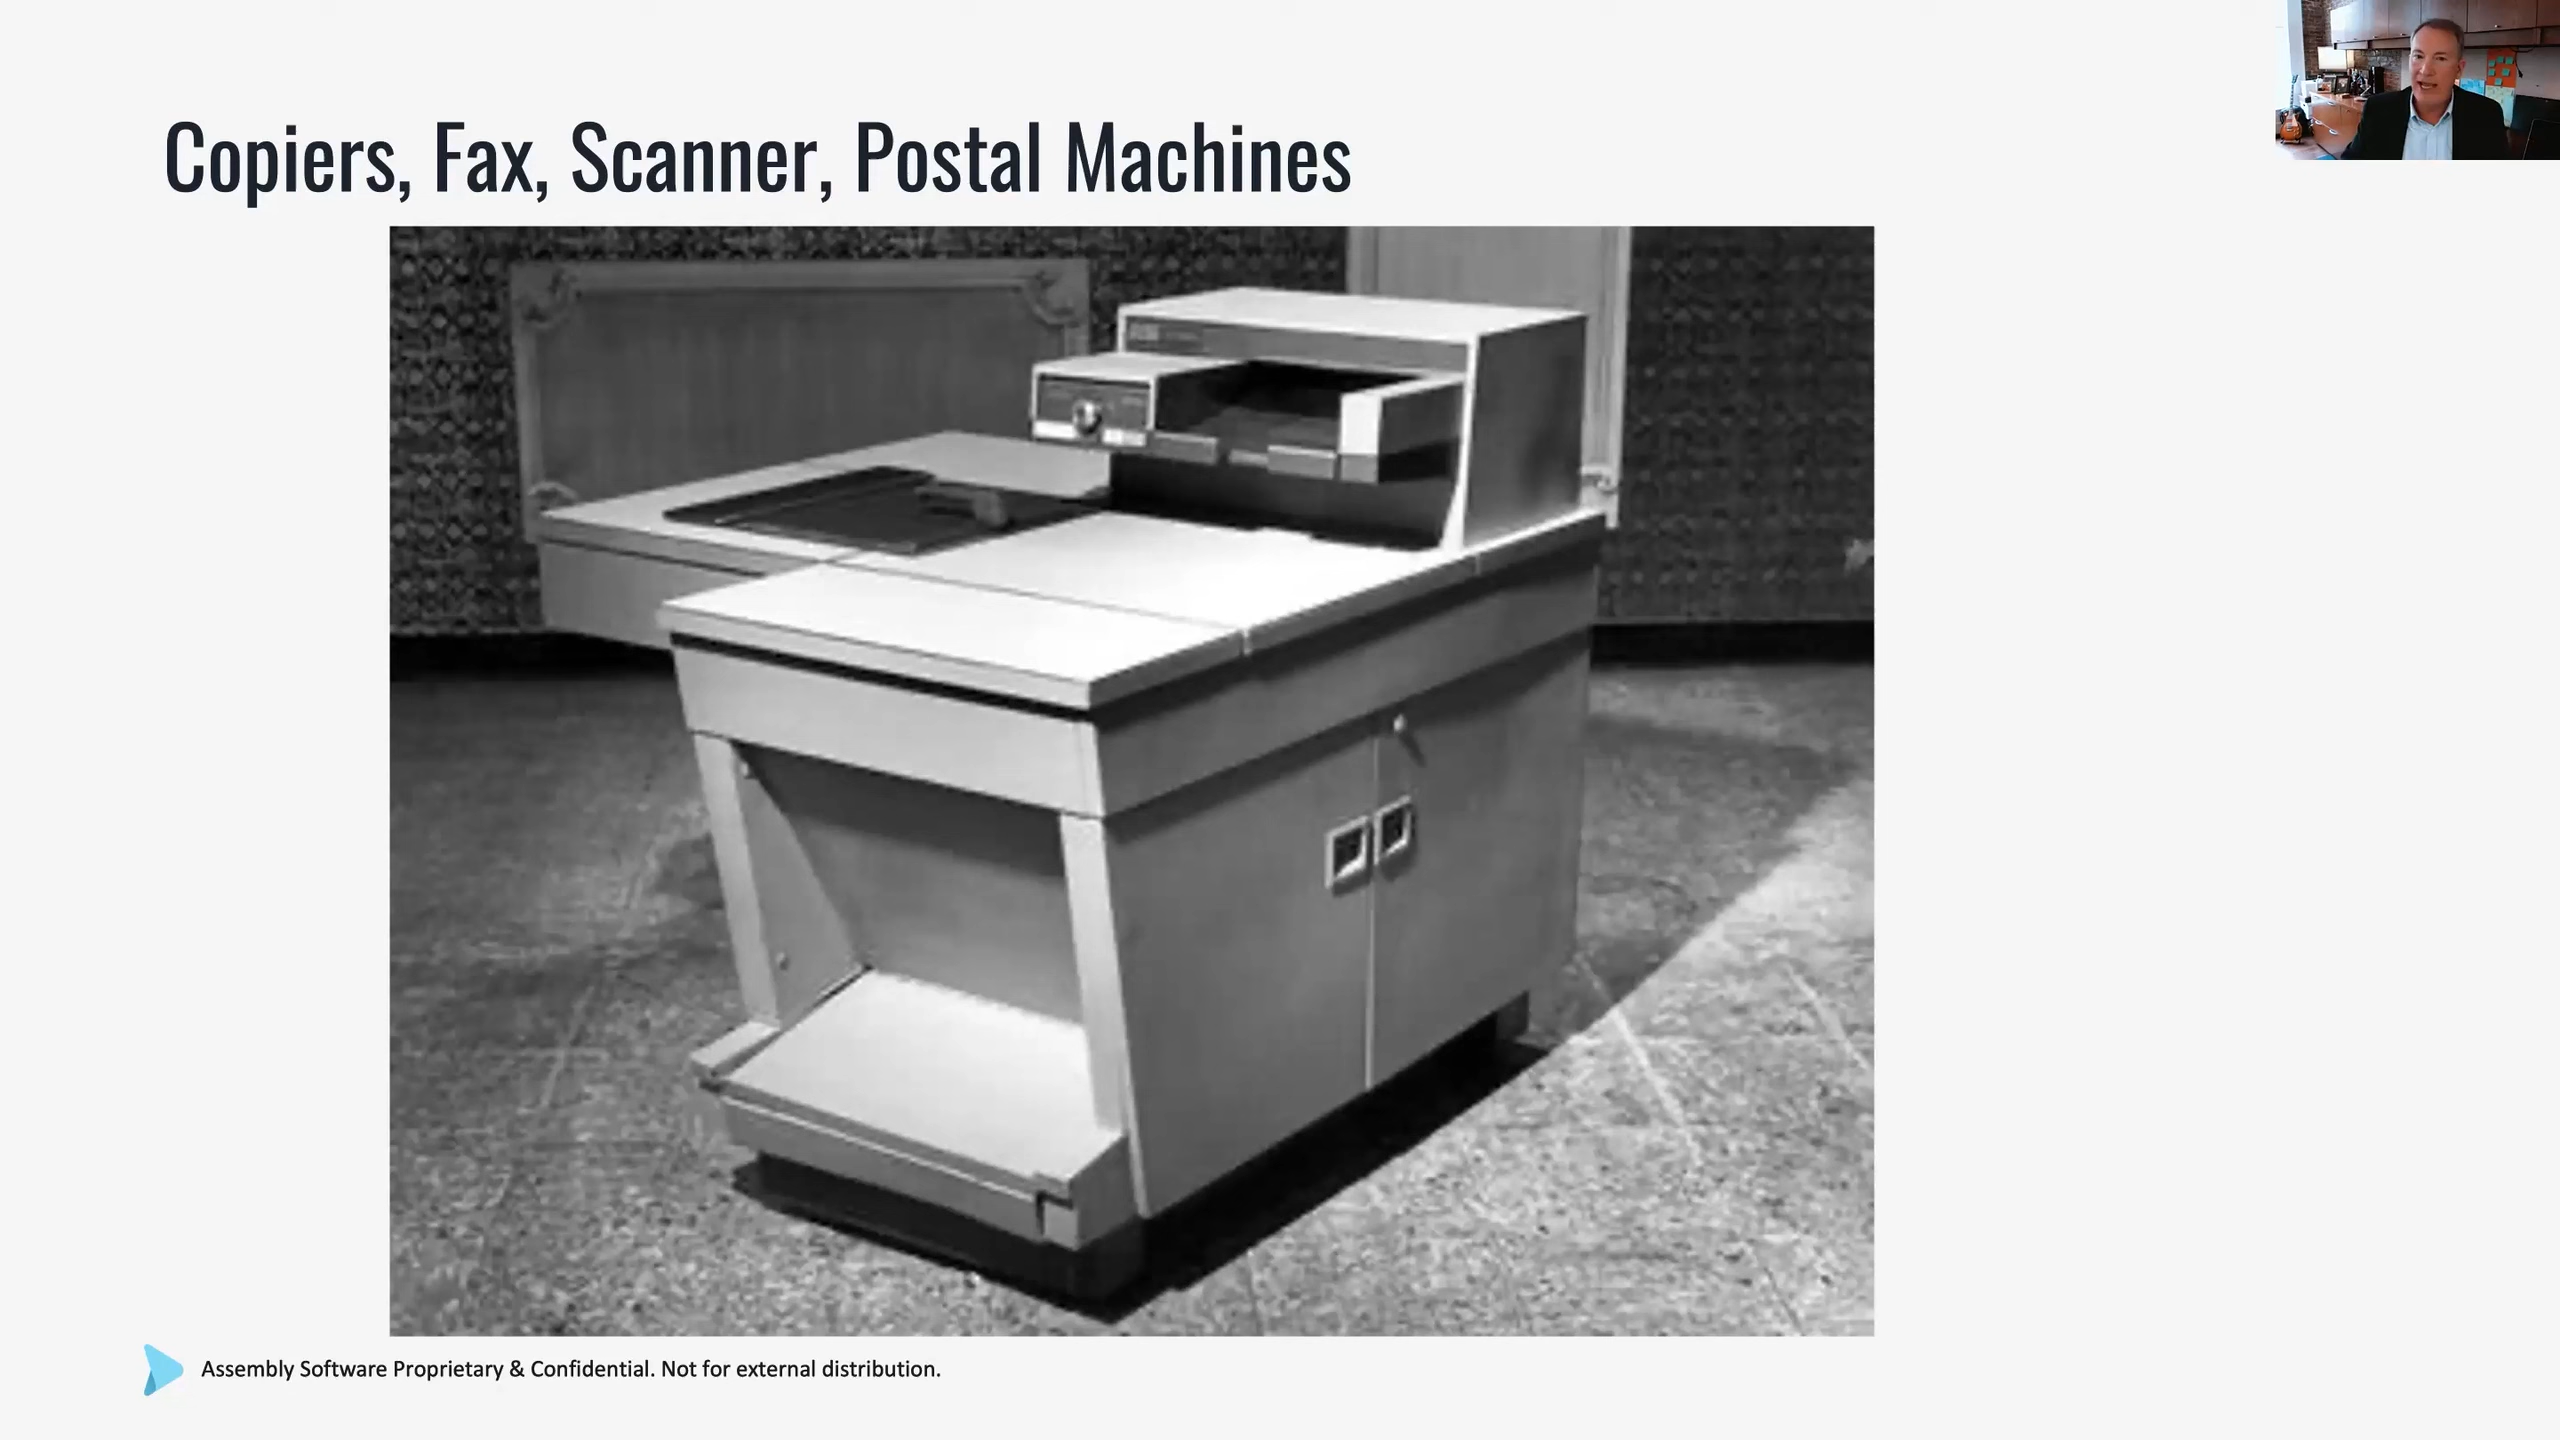 Copiers, Fax, Scanner, Postal Machines
Assembly Software Proprietary & Confidential. Not for external distribution.